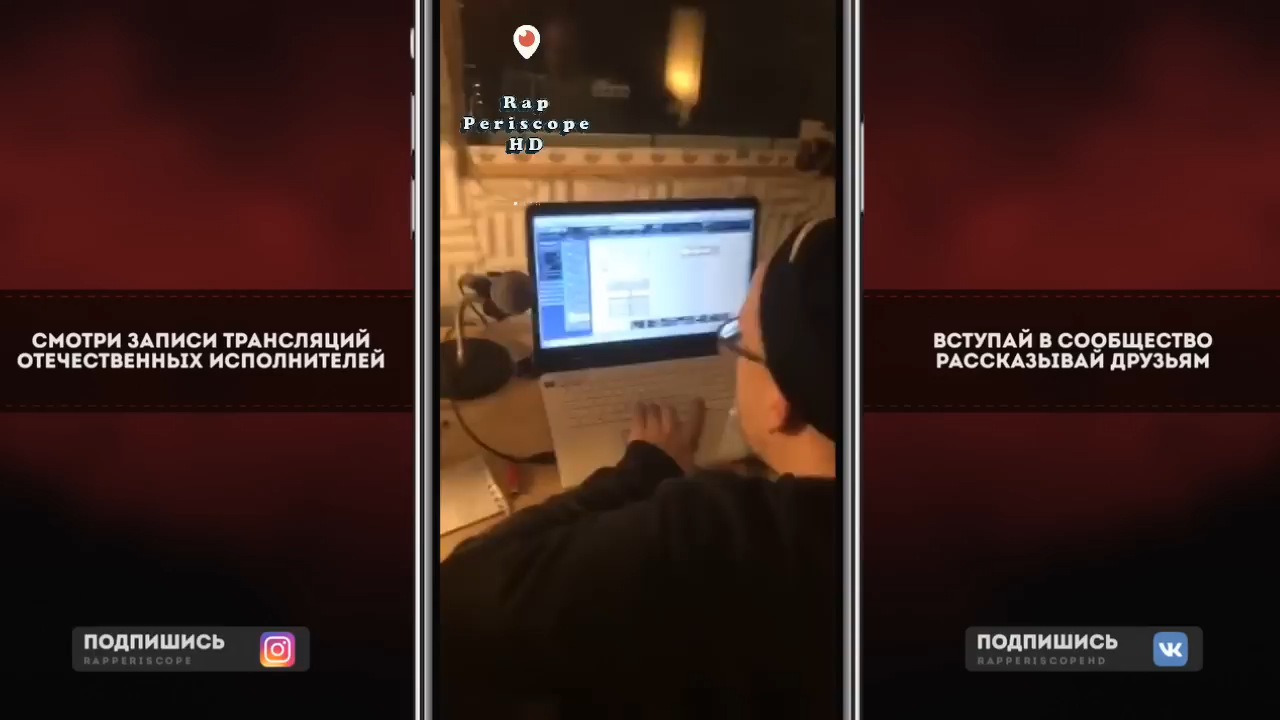 Rap
Periscope
HD
СМОТРИ ЗАПИСИ ТРАНСЛЯЦИЙ
ОТЕЧЕСТВЕННЫХ ИСПОЛНИТЕЛЕЙ
ВСТУПАЙ В СООБЩЕСТВО
РАССКАЗЫВАЙ ДРУЗЬЯМ
ПОДПИШИСЬ
RAPPERISCOPE
ПОДПИШИСЬ
RAPPERISCOPEHD